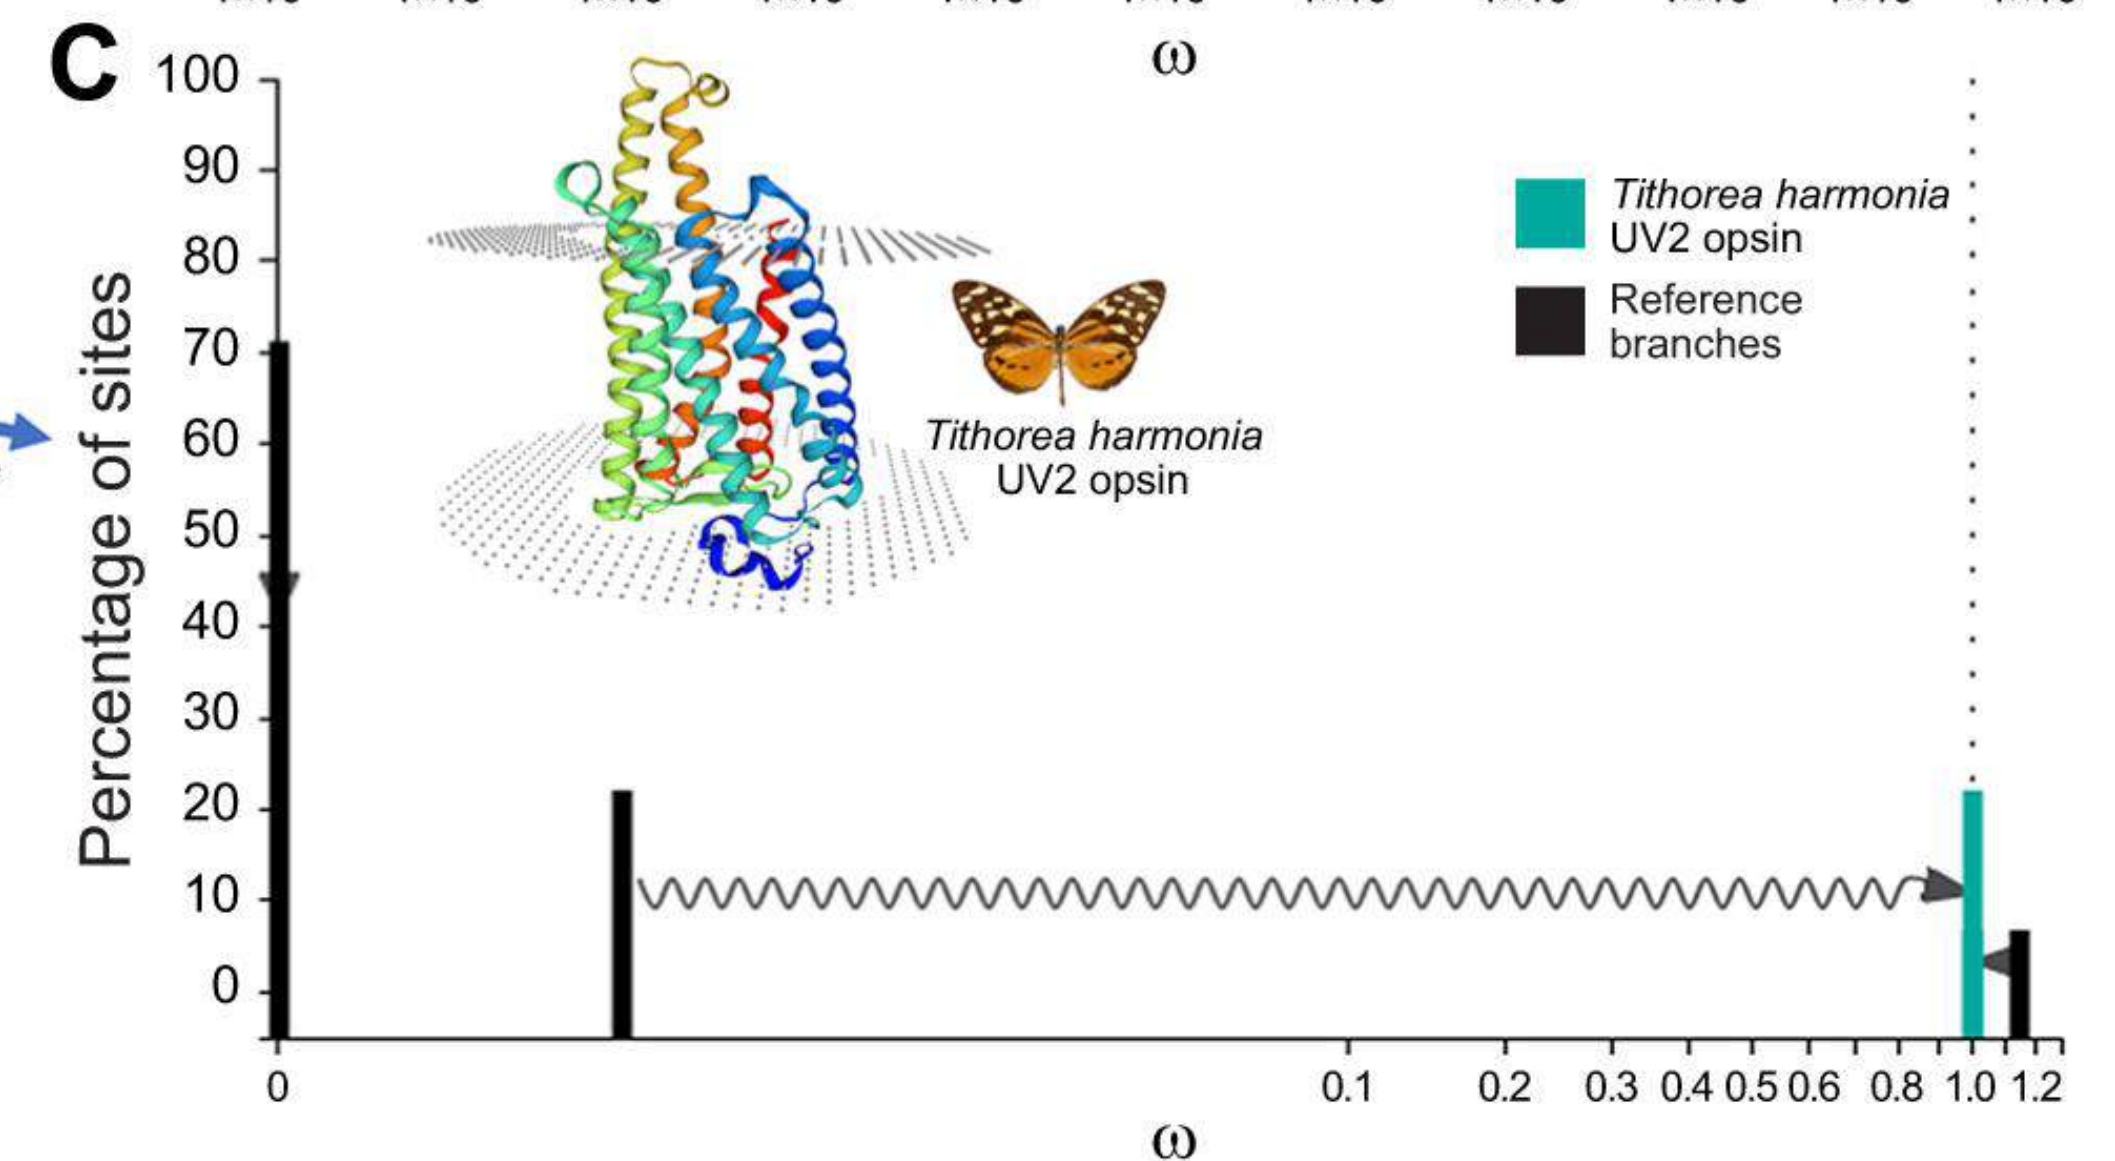 ω
C
100
90
80
70
60
50
40
30
20
10
0
Percentage of sites
Tithorea harmonia
UV2 opsin
Tithorea harmonia
UV2 opsin
Reference
branches
0 0.1 0.2 0.3 0.4 0.5 0.6 0.8 1.0 1.2
ω